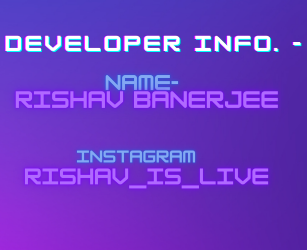 DEVELOPER INFO. -
NAME-
RISHAV BANERJEE
INSTAGRAM
RISHAV_IS_LIVE